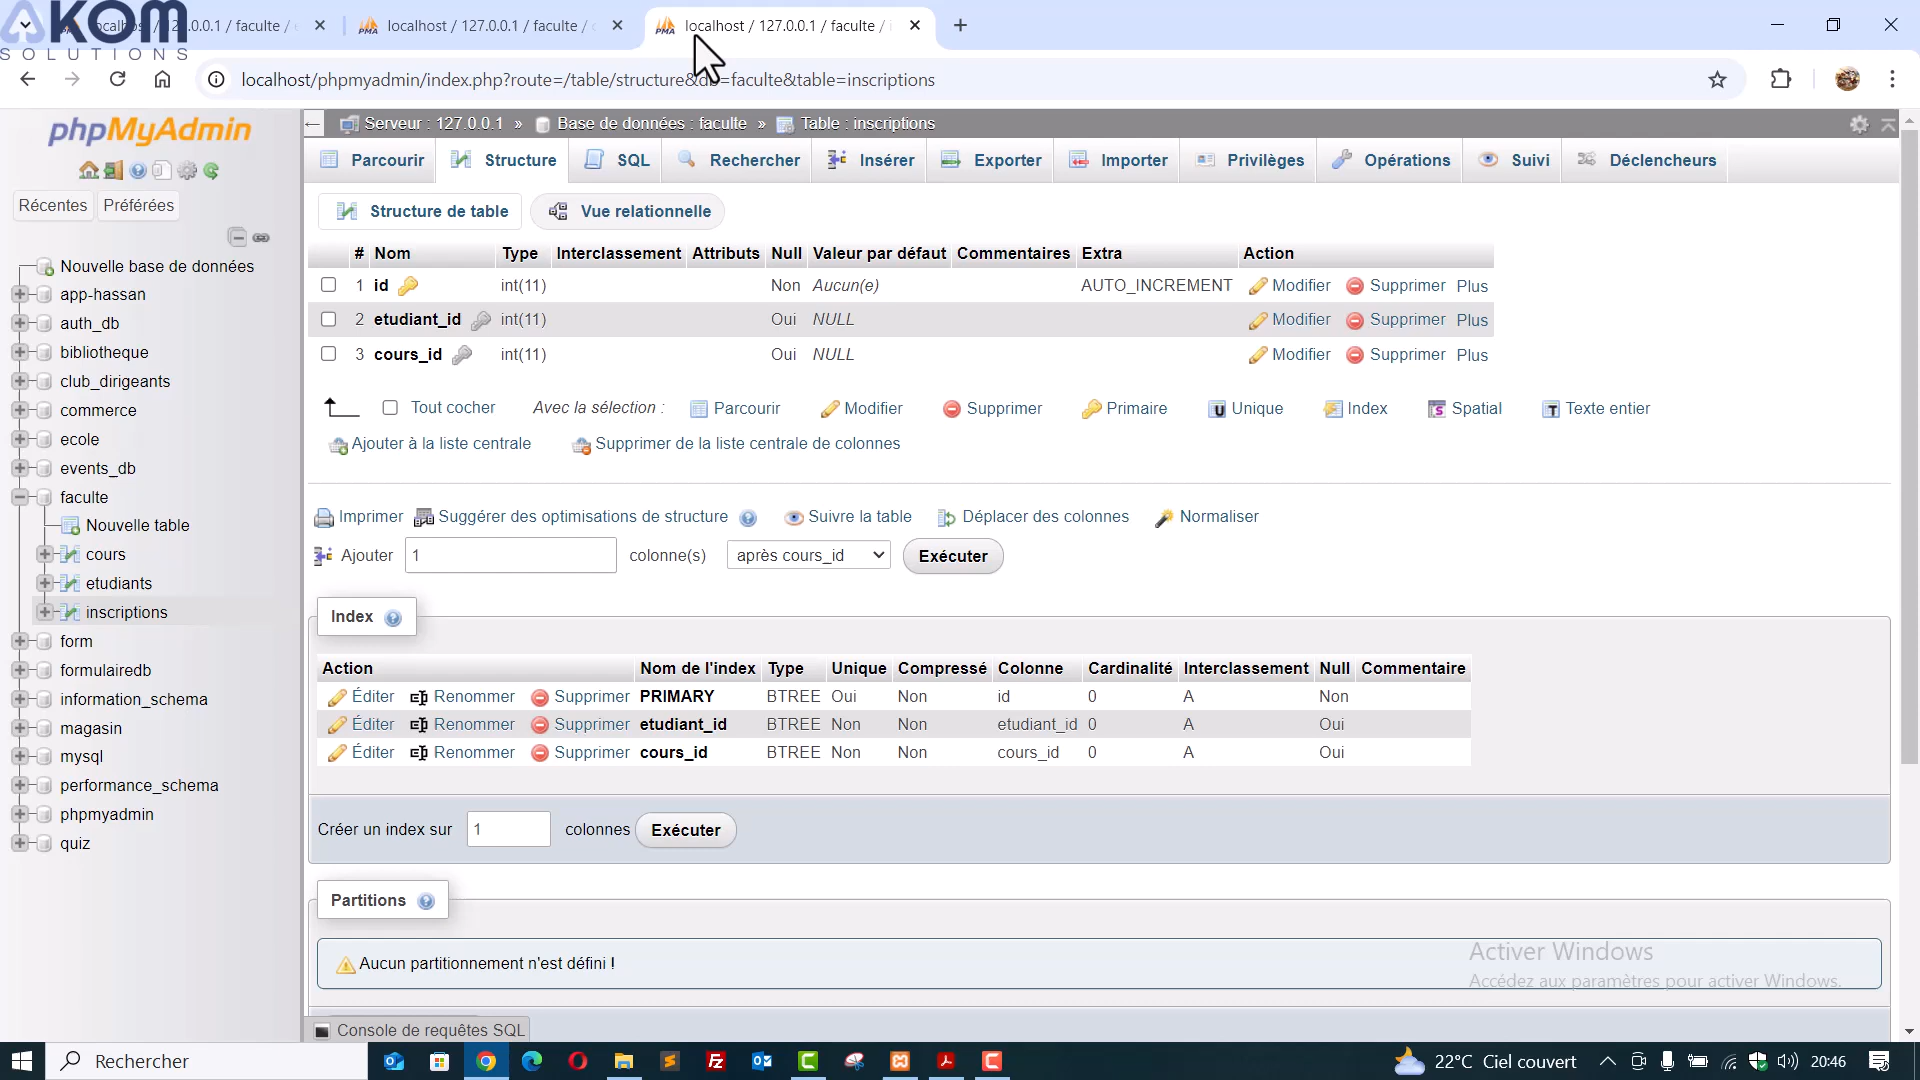 AKOM
SOLUTIONS
localhost / 127.0.0.1 / faculte / e
localhost / 127.0.0.1 / faculte / c
localhost / 127.0.0.1 / faculte / i
localhost/phpmyadmin/index.php?route=/table/structure&db=faculte&table=inscriptions
phpMyAdmin
Récentes Préférées
Nouvelle base de données
app-hassan
auth_db
bibliotheque
club_dirigeants
commerce
ecole
events_db
faculte
Nouvelle table
cours
etudiants
inscriptions
form
formulairedb
information_schema
magasin
mysql
performance_schema
phpmyadmin
quiz
Serveur : 127.0.0.1 » Base de données : faculte » Table : inscriptions
Parcourir Structure SQL Rechercher Insérer Exporter Importer Privilèges Opérations Suivi Déclencheurs
Structure de table Vue relationnelle
# Nom Type Interclassement Attributs Null Valeur par défaut Commentaires Extra Action
1 id int(11) Non Aucun(e) AUTO_INCREMENT Modifier Supprimer Plus
2 etudiant_id int(11) Oui NULL Modifier Supprimer Plus
3 cours_id int(11) Oui NULL Modifier Supprimer Plus
Tout cocher Avec la sélection : Parcourir Modifier Supprimer Primaire Unique Index Spatial Texte entier
Ajouter à la liste centrale Supprimer de la liste centrale de colonnes
Imprimer Suggérer des optimisations de structure Suivre la table Déplacer des colonnes Normaliser
Ajouter 1 colonne(s) après cours_id Exécuter
Index
Action Nom de l'index Type Unique Compressé Colonne Cardinalité Interclassement Null Commentaire
Éditer Renommer Supprimer PRIMARY BTREE Oui Non id 0 A Non
Éditer Renommer Supprimer etudiant_id BTREE Non Non etudiant_id 0 A Oui
Éditer Renommer Supprimer cours_id BTREE Non Non cours_id 0 A Oui
Créer un index sur 1 colonnes Exécuter
Partitions
Aucun partitionnement n'est défini !
Activer Windows
Accédez aux paramètres pour activer Windows.
Console de requêtes SQL
Rechercher
22°C Ciel couvert
20:46